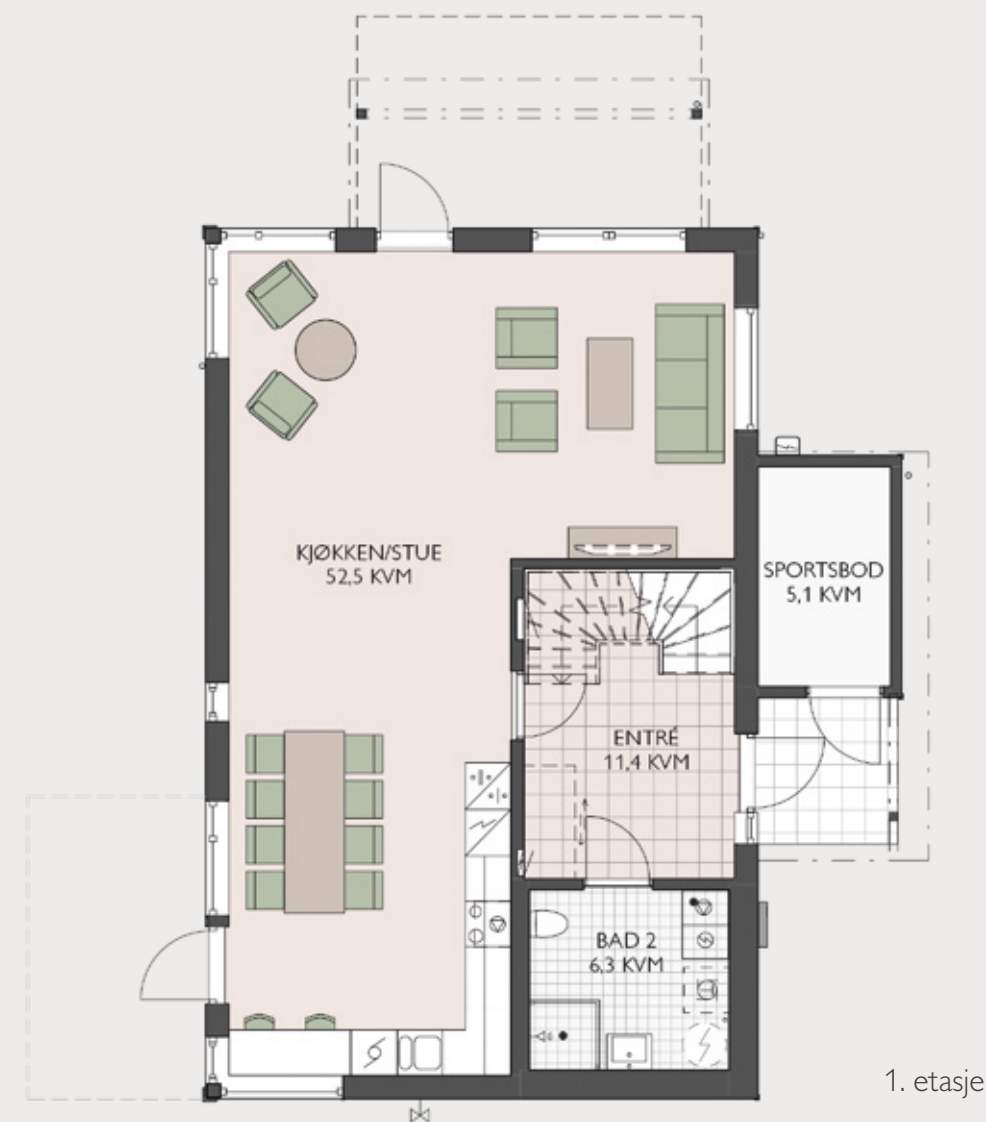 KJØKKEN/STUE
52,5 KVM
SPORTSBOD
5,1 KVM
ENTRÉ
11,4 KVM
BAD 2
6,3 KVM
1. etasje